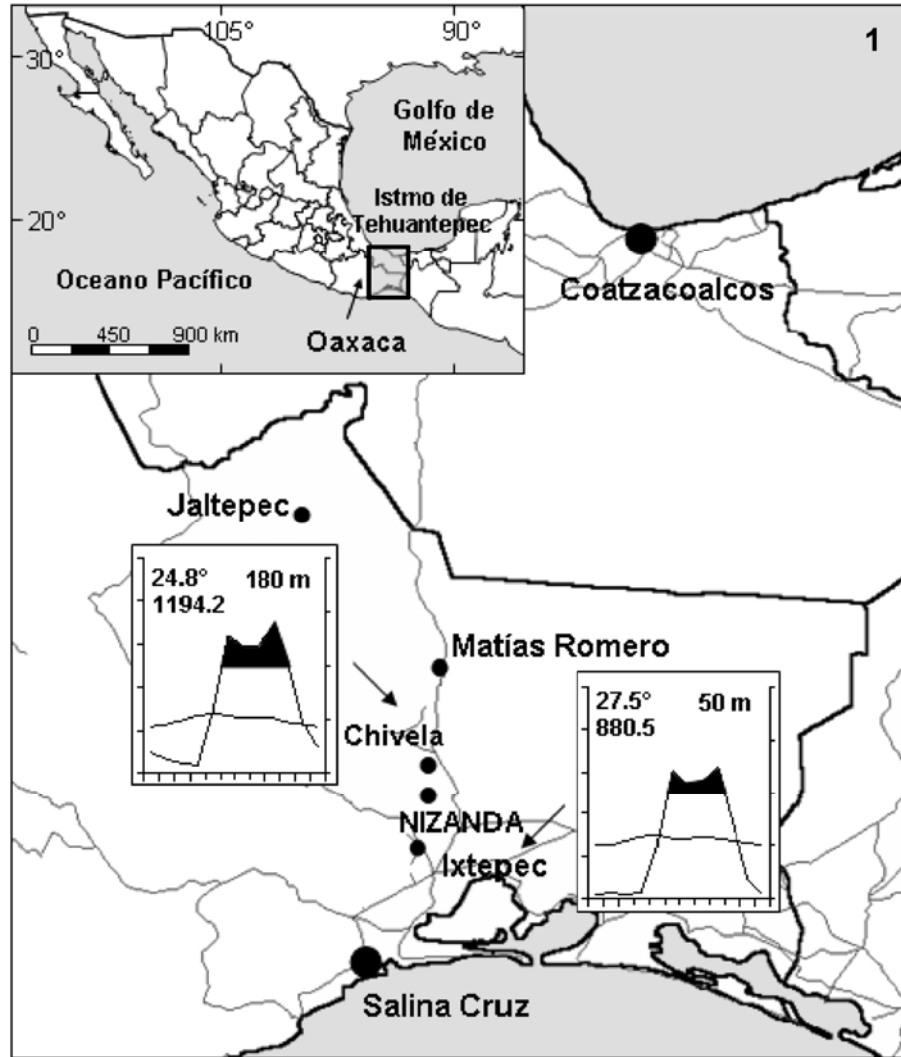 105°
90°
1
30°
Golfo de
México
Istmo de
Tehuantepec
20°
Oceano Pacífico
0 450 900 km
Oaxaca
Coatzacoalcos
Jaltepec
24.8° 180 m
1194.2
Matías Romero
27.5° 50 m
880.5
Chivela
NIZANDA
Ixtepec
Salina Cruz